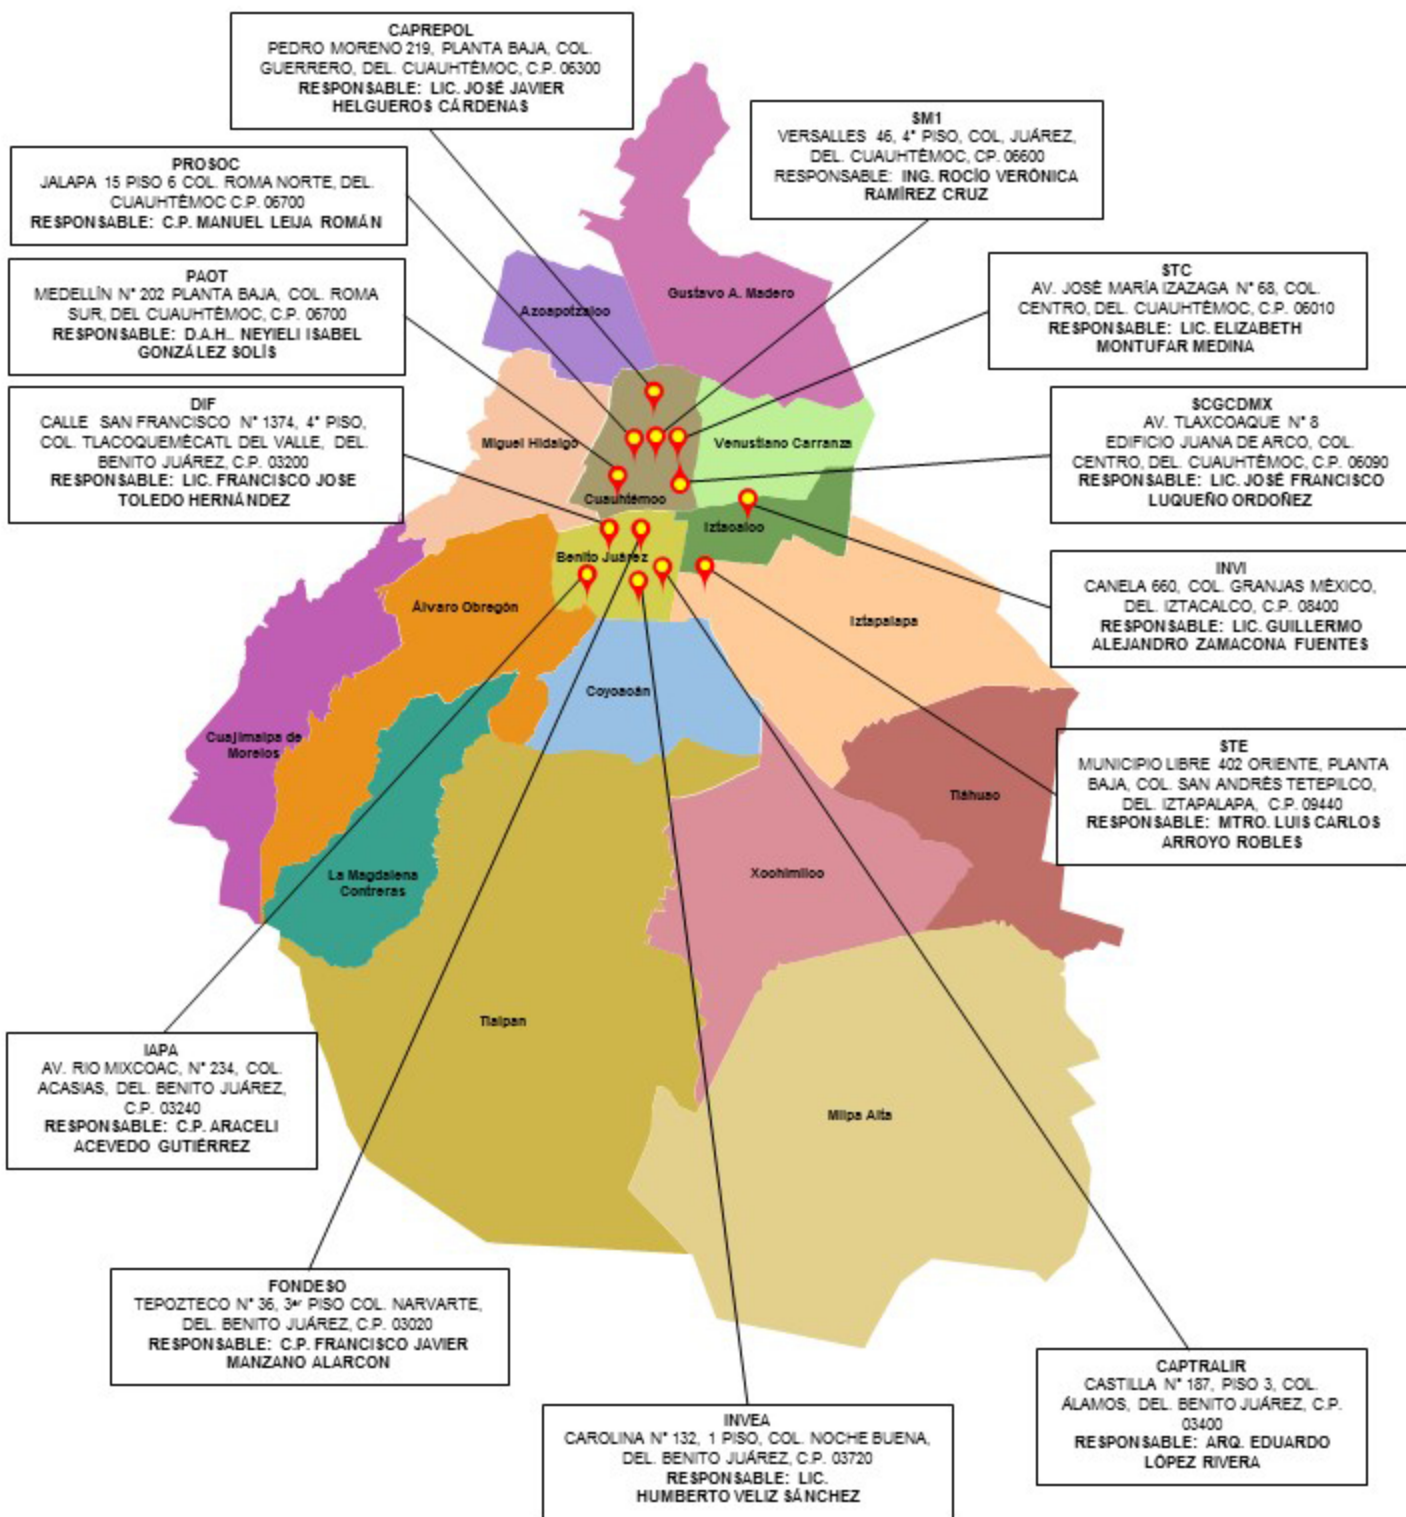 CAPREPOL
PEDRO MORENO 219, PLANTA BAJA, COL.
GUERRERO, DEL. CUAUHTÉMOC, C.P. 06300
RESPONSABLE: LIC. JOSÉ JAVIER
HELGUEROS CÁRDENAS
SM1
VERSALLES 46, 4° PISO, COL, JUÁREZ,
DEL. CUAUHTÉMOC, CP. 06600
RESPONSABLE: ING. ROCÍO VERÓNICA
RAMÍREZ CRUZ
PROSOC
JALAPA 15 PISO 6 COL. ROMA NORTE, DEL.
CUAUHTÉMOC C.P. 06700
RESPONSABLE: C.P. MANUEL LEIJA ROMÁN
STC
AV. JOSÉ MARÍA IZAZAGA N° 68, COL.
CENTRO, DEL. CUAUHTÉMOC, C.P. 06010
RESPONSABLE: LIC. ELIZABETH
MONTUFAR MEDINA
PAOT
MEDELLÍN N° 202 PLANTA BAJA, COL. ROMA
SUR, DEL CUAUHTÉMOC, C.P. 06700
RESPONSABLE: D.A.H.. NEYIELI ISABEL
GONZÁLEZ SOLÍS
DIF
CALLE SAN FRANCISCO N° 1374, 4° PISO,
COL. TLACOQUEMÉCATL DEL VALLE, DEL.
BENITO JUÁREZ, C.P. 03200
RESPONSABLE: LIC. FRANCISCO JOSE
TOLEDO HERNÁNDEZ
SCGCDMX
AV. TLAXCOAQUE N° 8
EDIFICIO JUANA DE ARCO, COL.
CENTRO, DEL. CUAUHTÉMOC, C.P. 06090
RESPONSABLE: LIC. JOSÉ FRANCISCO
LUQUEÑO ORDOÑEZ
INVI
CANELA 660, COL. GRANJAS MÉXICO,
DEL. IZTACALCO, C.P. 08400
RESPONSABLE: LIC. GUILLERMO
ALEJANDRO ZAMACONA FUENTES
STE
MUNICIPIO LIBRE 402 ORIENTE, PLANTA
BAJA, COL. SAN ANDRÉS TETEPILCO,
DEL. IZTAPALAPA, C.P. 09440
RESPONSABLE: MTRO. LUIS CARLOS
ARROYO ROBLES
Gustavo A. Madero
Azcapotzalco
Miguel Hidalgo
Venustiano Carranza
Cuauhtémoc
Iztacalco
Benito Juárez
Álvaro Obregón
Iztapalapa
Coyoacán
Cuajimalpa de
Morelos
Tláhuac
La Magdalena
Contreras
Xochimilco
Tlalpan
Milpa Alta
IAPA
AV. RIO MIXCOAC, N° 234, COL.
ACASIAS, DEL. BENITO JUÁREZ,
C.P. 03240
RESPONSABLE: C.P. ARACELI
ACEVEDO GUTIÉRREZ
FONDESO
TEPOZTECO N° 36, 3er PISO COL. NARVARTE,
DEL. BENITO JUÁREZ, C.P. 03020
RESPONSABLE: C.P. FRANCISCO JAVIER
MANZANO ALARCON
INVEA
CAROLINA N° 132, 1 PISO, COL. NOCHE BUENA,
DEL. BENITO JUÁREZ, C.P. 03720
RESPONSABLE: LIC.
HUMBERTO VELIZ SÁNCHEZ
CAPTRALIR
CASTILLA N° 187, PISO 3, COL.
ÁLAMOS, DEL. BENITO JUÁREZ, C.P.
03400
RESPONSABLE: ARQ. EDUARDO
LÓPEZ RIVERA